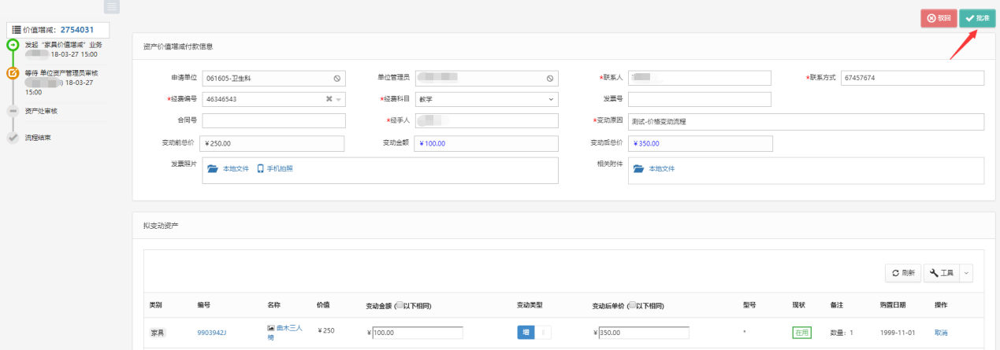 驳回 批准
价值增减：2754031
发起“家具价值增减”业务
18-03-27 15:00
等待 单位资产管理员审核
) 18-03-27
15:00
资产处审核
流程结束
资产价值增减付款信息
申请单位 061605-卫生科 单位管理员 *联系人 *联系方式 67457674
*经费编号 46346543 *经费科目 教学 发票号
合同号 *经手人 *变动原因 测试-价格变动流程
变动前总价 ￥250.00 变动金额 ￥100.00 变动后总价 ￥350.00
发票照片 本地文件 手机拍照 相关附件 本地文件
拟变动资产
刷新 工具
类别 编号 名称 价值 变动金额 (以下相同) 变动类型 变动后单价 (以下相同) 型号 现状 备注 购置日期 操作
家具 9903942J 曲木三人 ￥250 ￥100.00 增 ￥350.00 * 在用 数量：1 1999-11-01 取消
椅